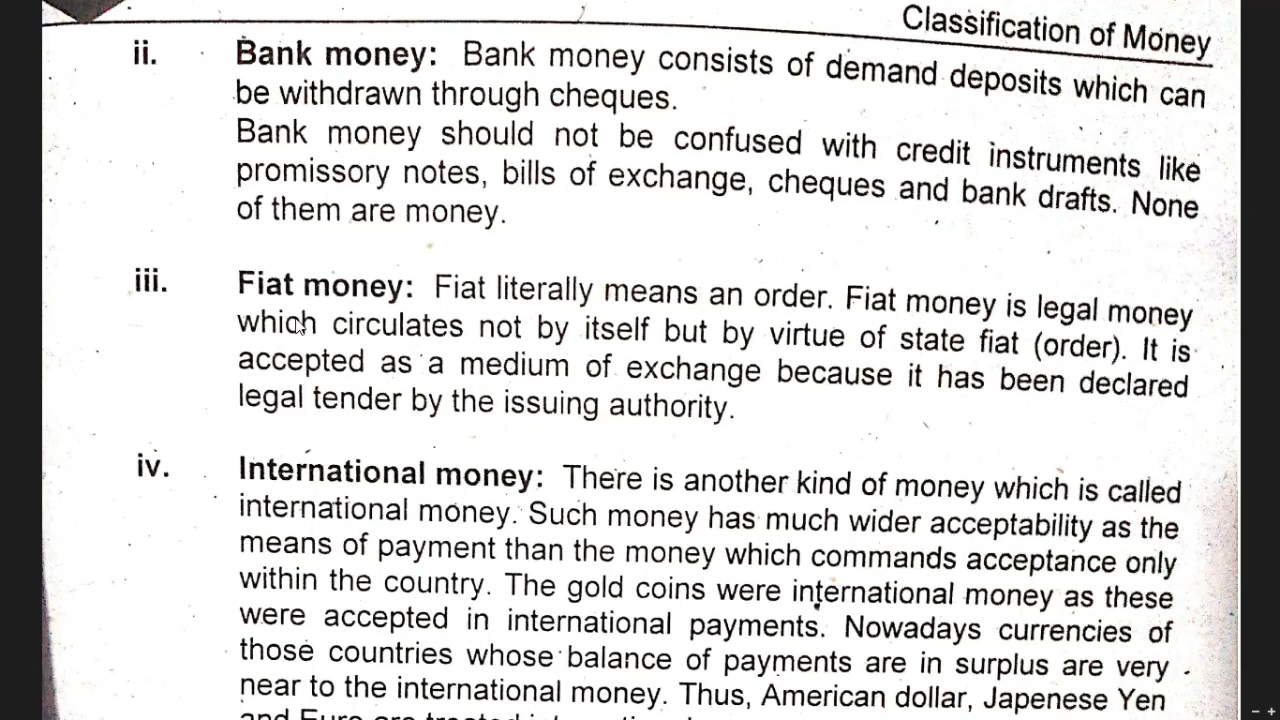 Classification of Money
ii. Bank money: Bank money consists of demand deposits which can
be withdrawn through cheques.
Bank money should not be confused with credit instruments like
promissory notes, bills of exchange, cheques and bank drafts. None
of them are money.
iii. Fiat money: Fiat literally means an order. Fiat money is legal money
which circulates not by itself but by virtue of state fiat (order). It is
accepted as a medium of exchange because it has been declared
legal tender by the issuing authority.
iv. International money: There is another kind of money which is called
international money. Such money has much wider acceptability as the
means of payment than the money which commands acceptance only
within the country. The gold coins were international money as these
were accepted in international payments. Nowadays currencies of
those countries whose balance of payments are in surplus are very
near to the international money. Thus, American dollar, Japenese Yen
and Euro are treated